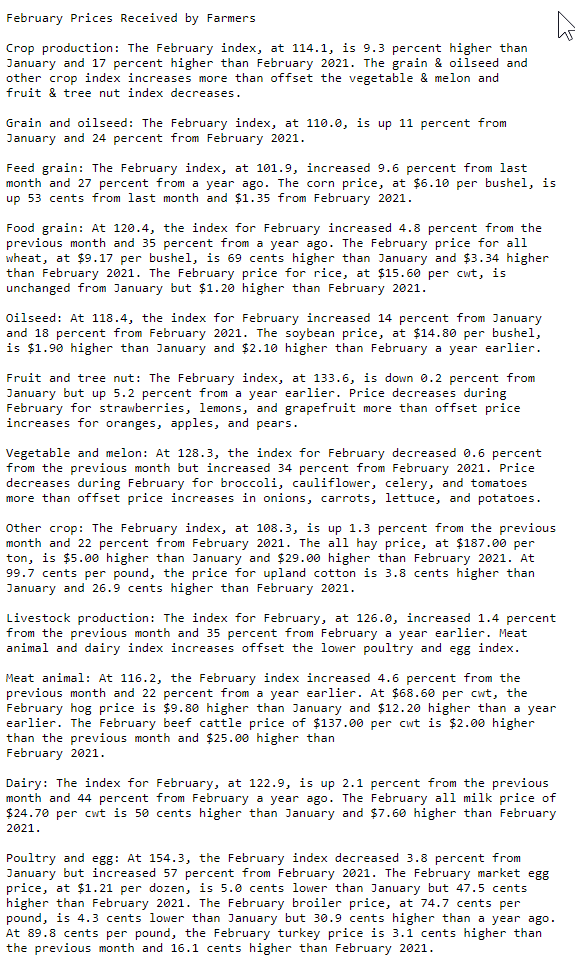 February Prices Received by Farmers
Crop production: The February index, at 114.1, is 9.3 percent higher than
January and 17 percent higher than February 2021. The grain & oilseed and
other crop index increases more than offset the vegetable & melon and
fruit & tree nut index decreases.
Grain and oilseed: The February index, at 110.0, is up 11 percent from
January and 24 percent from February 2021.
Feed grain: The February index, at 101.9, increased 9.6 percent from last
month and 27 percent from a year ago. The corn price, at $6.10 per bushel, is
up 53 cents from last month and $1.35 from February 2021.
Food grain: At 120.4, the index for February increased 4.8 percent from the
previous month and 35 percent from a year ago. The February price for all
wheat, at $9.17 per bushel, is 69 cents higher than January and $3.34 higher
than February 2021. The February price for rice, at $15.60 per cwt, is
unchanged from January but $1.20 higher than February 2021.
Oilseed: At 118.4, the index for February increased 14 percent from January
and 18 percent from February 2021. The soybean price, at $14.80 per bushel,
is $1.90 higher than January and $2.10 higher than February a year earlier.
Fruit and tree nut: The February index, at 133.6, is down 0.2 percent from
January but up 5.2 percent from a year earlier. Price decreases during
February for strawberries, lemons, and grapefruit more than offset price
increases for oranges, apples, and pears.
Vegetable and melon: At 128.3, the index for February decreased 0.6 percent
from the previous month but increased 34 percent from February 2021. Price
decreases during February for broccoli, cauliflower, celery, and tomatoes
more than offset price increases in onions, carrots, lettuce, and potatoes.
Other crop: The February index, at 108.3, is up 1.3 percent from the previous
month and 22 percent from February 2021. The all hay price, at $187.00 per
ton, is $5.00 higher than January and $29.00 higher than February 2021. At
99.7 cents per pound, the price for upland cotton is 3.8 cents higher than
January and 26.9 cents higher than February 2021.
Livestock production: The index for February, at 126.0, increased 1.4 percent
from the previous month and 35 percent from February a year earlier. Meat
animal and dairy index increases offset the lower poultry and egg index.
Meat animal: At 116.2, the February index increased 4.6 percent from the
previous month and 22 percent from a year earlier. At $68.60 per cwt, the
February hog price is $9.80 higher than January and $12.20 higher than a year
earlier. The February beef cattle price of $137.00 per cwt is $2.00 higher
than the previous month and $25.00 higher than
February 2021.
Dairy: The index for February, at 122.9, is up 2.1 percent from the previous
month and 44 percent from February a year ago. The February all milk price of
$24.70 per cwt is 50 cents higher than January and $7.60 higher than February
2021.
Poultry and egg: At 154.3, the February index decreased 3.8 percent from
January but increased 57 percent from February 2021. The February market egg
price, at $1.21 per dozen, is 5.0 cents lower than January but 47.5 cents
higher than February 2021. The February broiler price, at 74.7 cents per
pound, is 4.3 cents lower than January but 30.9 cents higher than a year ago.
At 89.8 cents per pound, the February turkey price is 3.1 cents higher than
the previous month and 16.1 cents higher than February 2021.